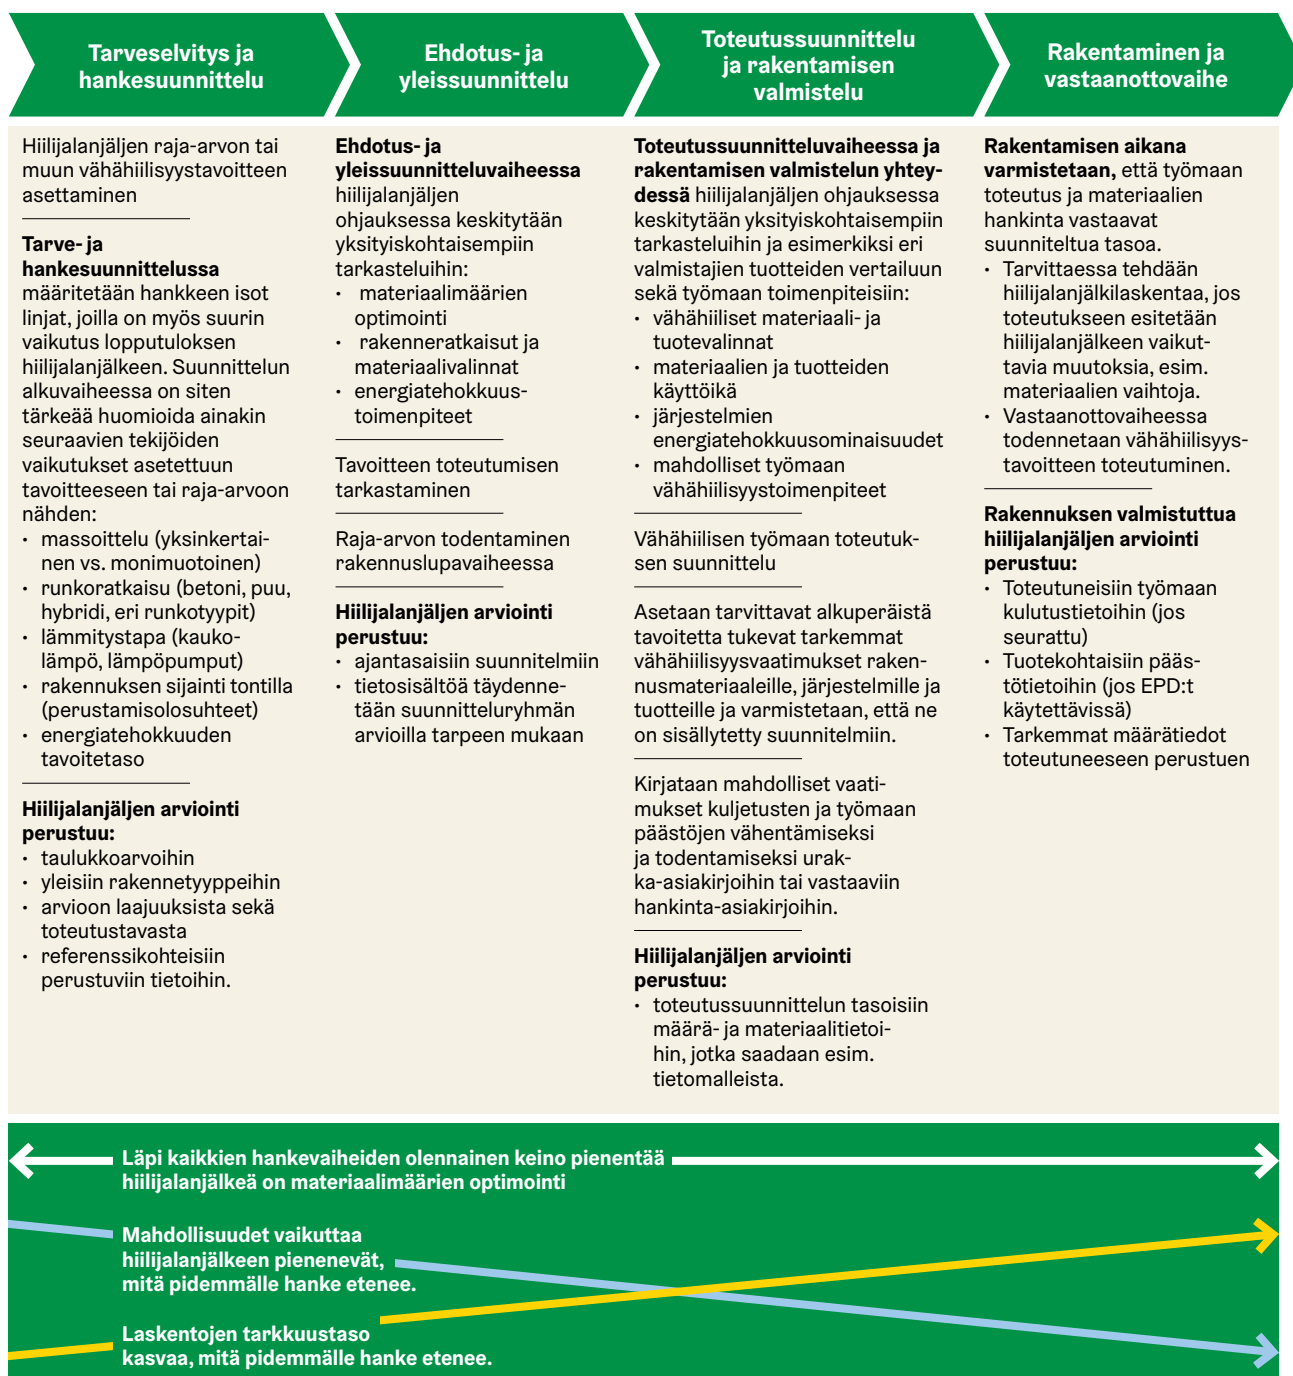 Tarveselvitys ja
hankesuunnittelu
Ehdotus- ja
yleissuunnittelu
Toteutussuunnittelu
ja rakentamisen
valmistelu
Rakentaminen ja
vastaanottovaihe
Hiilijalanjäljen raja-arvon tai
muun vähähiilisyystavoitteen
asettaminen
Tarve- ja
hankesuunnittelussa
määritetään hankkeen isot
linjat, joilla on myös suurin
vaikutus lopputuloksen
hiilijalanjälkeen. Suunnittelun
alkuvaiheessa on siten
tärkeää huomioida ainakin
seuraavien tekijöiden
vaikutukset asetettuun
tavoitteeseen tai raja-arvoon
nähden:
• massoittelu (yksinkertai-
nen vs. monimuotoinen)
• runkoratkaisu (betoni, puu,
hybridi, eri runkotyypit)
• lämmitystapa (kauko-
lämpö, lämpöpumput)
• rakennuksen sijainti tontilla
(perustamisolosuhteet)
• energiatehokkuuden
tavoitetaso
Hiilijalanjäljen arviointi
perustuu:
• taulukkoarvoihin
• yleisiin rakennetyyppeihin
• arvioon laajuuksista sekä
toteutustavasta
• referenssikohteisiin
perustuviin tietoihin.
Ehdotus- ja
yleissuunnitteluvaiheessa
hiilijalanjäljen
ohjauksessa keskitytään
yksityiskohtaisempiin
tarkasteluihin:
• materiaalimäärien
optimointi
• rakenneratkaisut ja
materiaalivalinnat
• energiatehokkuus-
toimenpiteet
Tavoitteen toteutumisen
tarkastaminen
Raja-arvon todentaminen
rakennuslupavaiheessa
Hiilijalanjäljen arviointi
perustuu:
• ajantasaisiin suunnitelmiin
• tietosisältöä täydenne-
tään suunnitteluryhmän
arvioilla tarpeen mukaan
Toteutussuunnitteluvaiheessa ja
rakentamisen valmistelun yhtey-
dessä hiilijalanjäljen ohjauksessa
keskitytään yksityiskohtaisempiin
tarkasteluihin ja esimerkiksi eri
valmistajien tuotteiden vertailuun
sekä työmaan toimenpiteisiin:
• vähähiiliset materiaali- ja
tuotevalinnat
• materiaalien ja tuotteiden
käyttöikä
• järjestelmien
energiatehokkuusominaisuudet
• mahdolliset työmaan
vähähiilisyystoimenpiteet
Vähähiilisen työmaan toteutuk-
sen suunnittelu
Asetaan tarvittavat alkuperäistä
tavoitetta tukevat tarkemmat
vähähiilisyysvaatimukset raken-
nusmateriaaleille, järjestelmille ja
tuotteille ja varmistetaan, että ne
on sisällytetty suunnitelmiin.
Kirjataan mahdolliset vaati-
mukset kuljetusten ja työmaan
päästöjen vähentämiseksi
ja todentamiseksi urak-
ka-asiakirjoihin tai vastaaviin
hankinta-asiakirjoihin.
Hiilijalanjäljen arviointi
perustuu:
• toteutussuunnittelun tasoisiin
määrä- ja materiaalitietoi-
hin, jotka saadaan esim.
tietomalleista.
Rakentamisen aikana
varmistetaan, että työmaan
toteutus ja materiaalien
hankinta vastaavat
suunniteltua tasoa.
• Tarvittaessa tehdään
hiilijalanjälkilaskentaa, jos
toteutukseen esitetään
hiilijalanjälkeen vaikut-
tavia muutoksia, esim.
materiaalien vaihtoja.
• Vastaanottovaiheessa
todennetaan vähähiilisyys-
tavoitteen toteutuminen.
Rakennuksen valmistuttua
hiilijalanjäljen arviointi
perustuu:
• Toteutuneisiin työmaan
kulutustietoihin (jos
seurattu)
• Tuotekohtaisiin pääs-
tötietoihin (jos EPD:t
käytettävissä)
• Tarkemmat määrätiedot
toteutuneeseen perustuen
Läpi kaikkien hankevaiheiden olennainen keino pienentää
hiilijalanjälkeä on materiaalimäärien optimointi
Mahdollisuudet vaikuttaa
hiilijalanjälkeen pienenevät,
mitä pidemmälle hanke etenee.
Laskentojen tarkkuustaso
kasvaa, mitä pidemmälle hanke etenee.